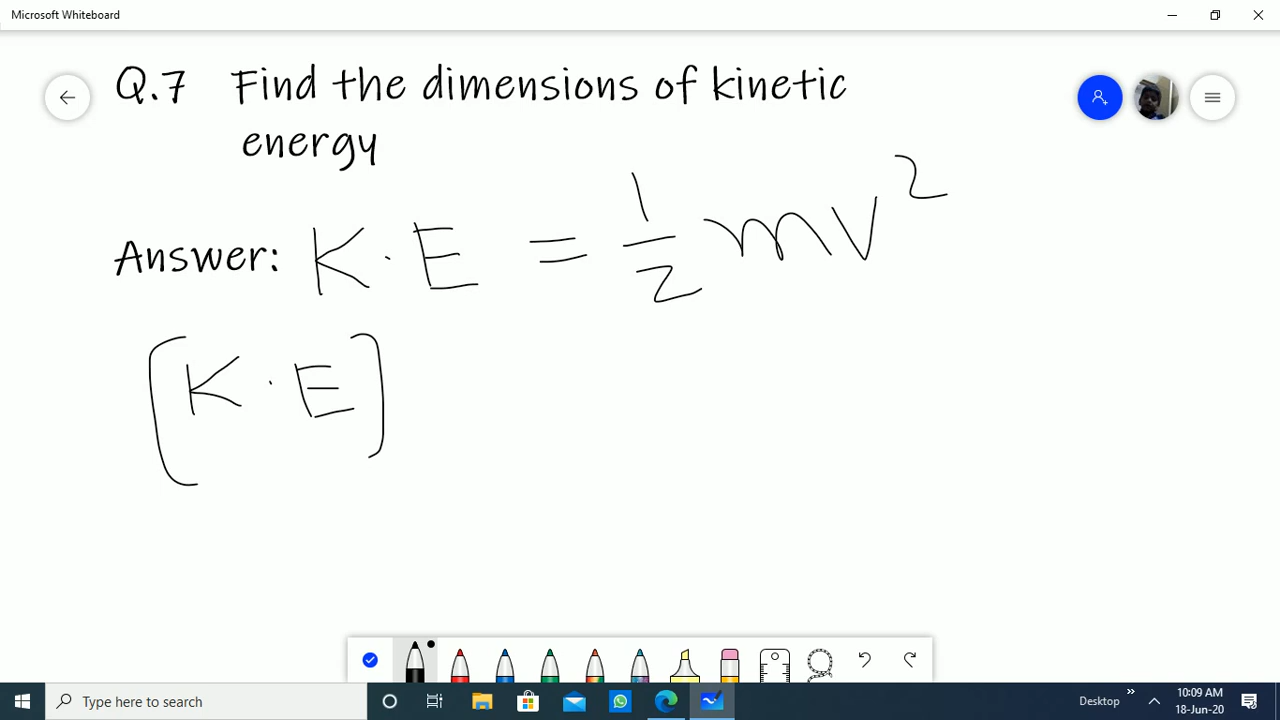 Microsoft Whiteboard
Q.7 Find the dimensions of kinetic
energy
Answer: K·E = 1/2 mv²
[K·E]
Type here to search
Desktop
10:09 AM
18-Jun-20